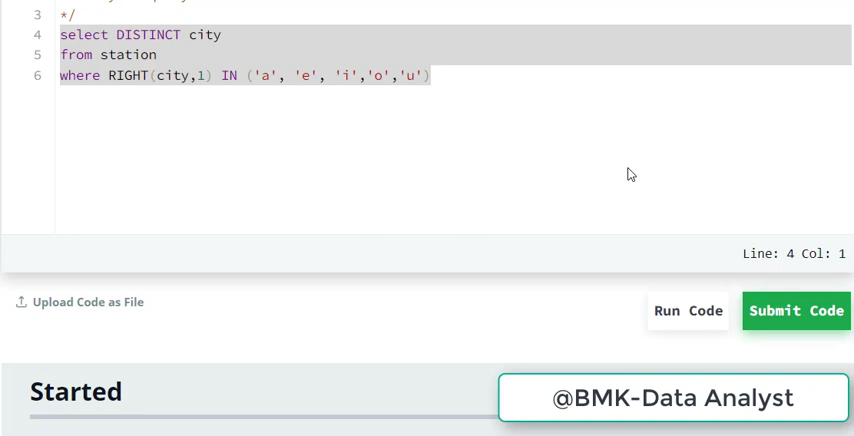 3 */
4 select DISTINCT city
5 from station
6 where RIGHT(city,1) IN ('a', 'e', 'i','o','u')
Line: 4 Col: 1
Upload Code as File
Run Code
Submit Code
Started
@BMK-Data Analyst